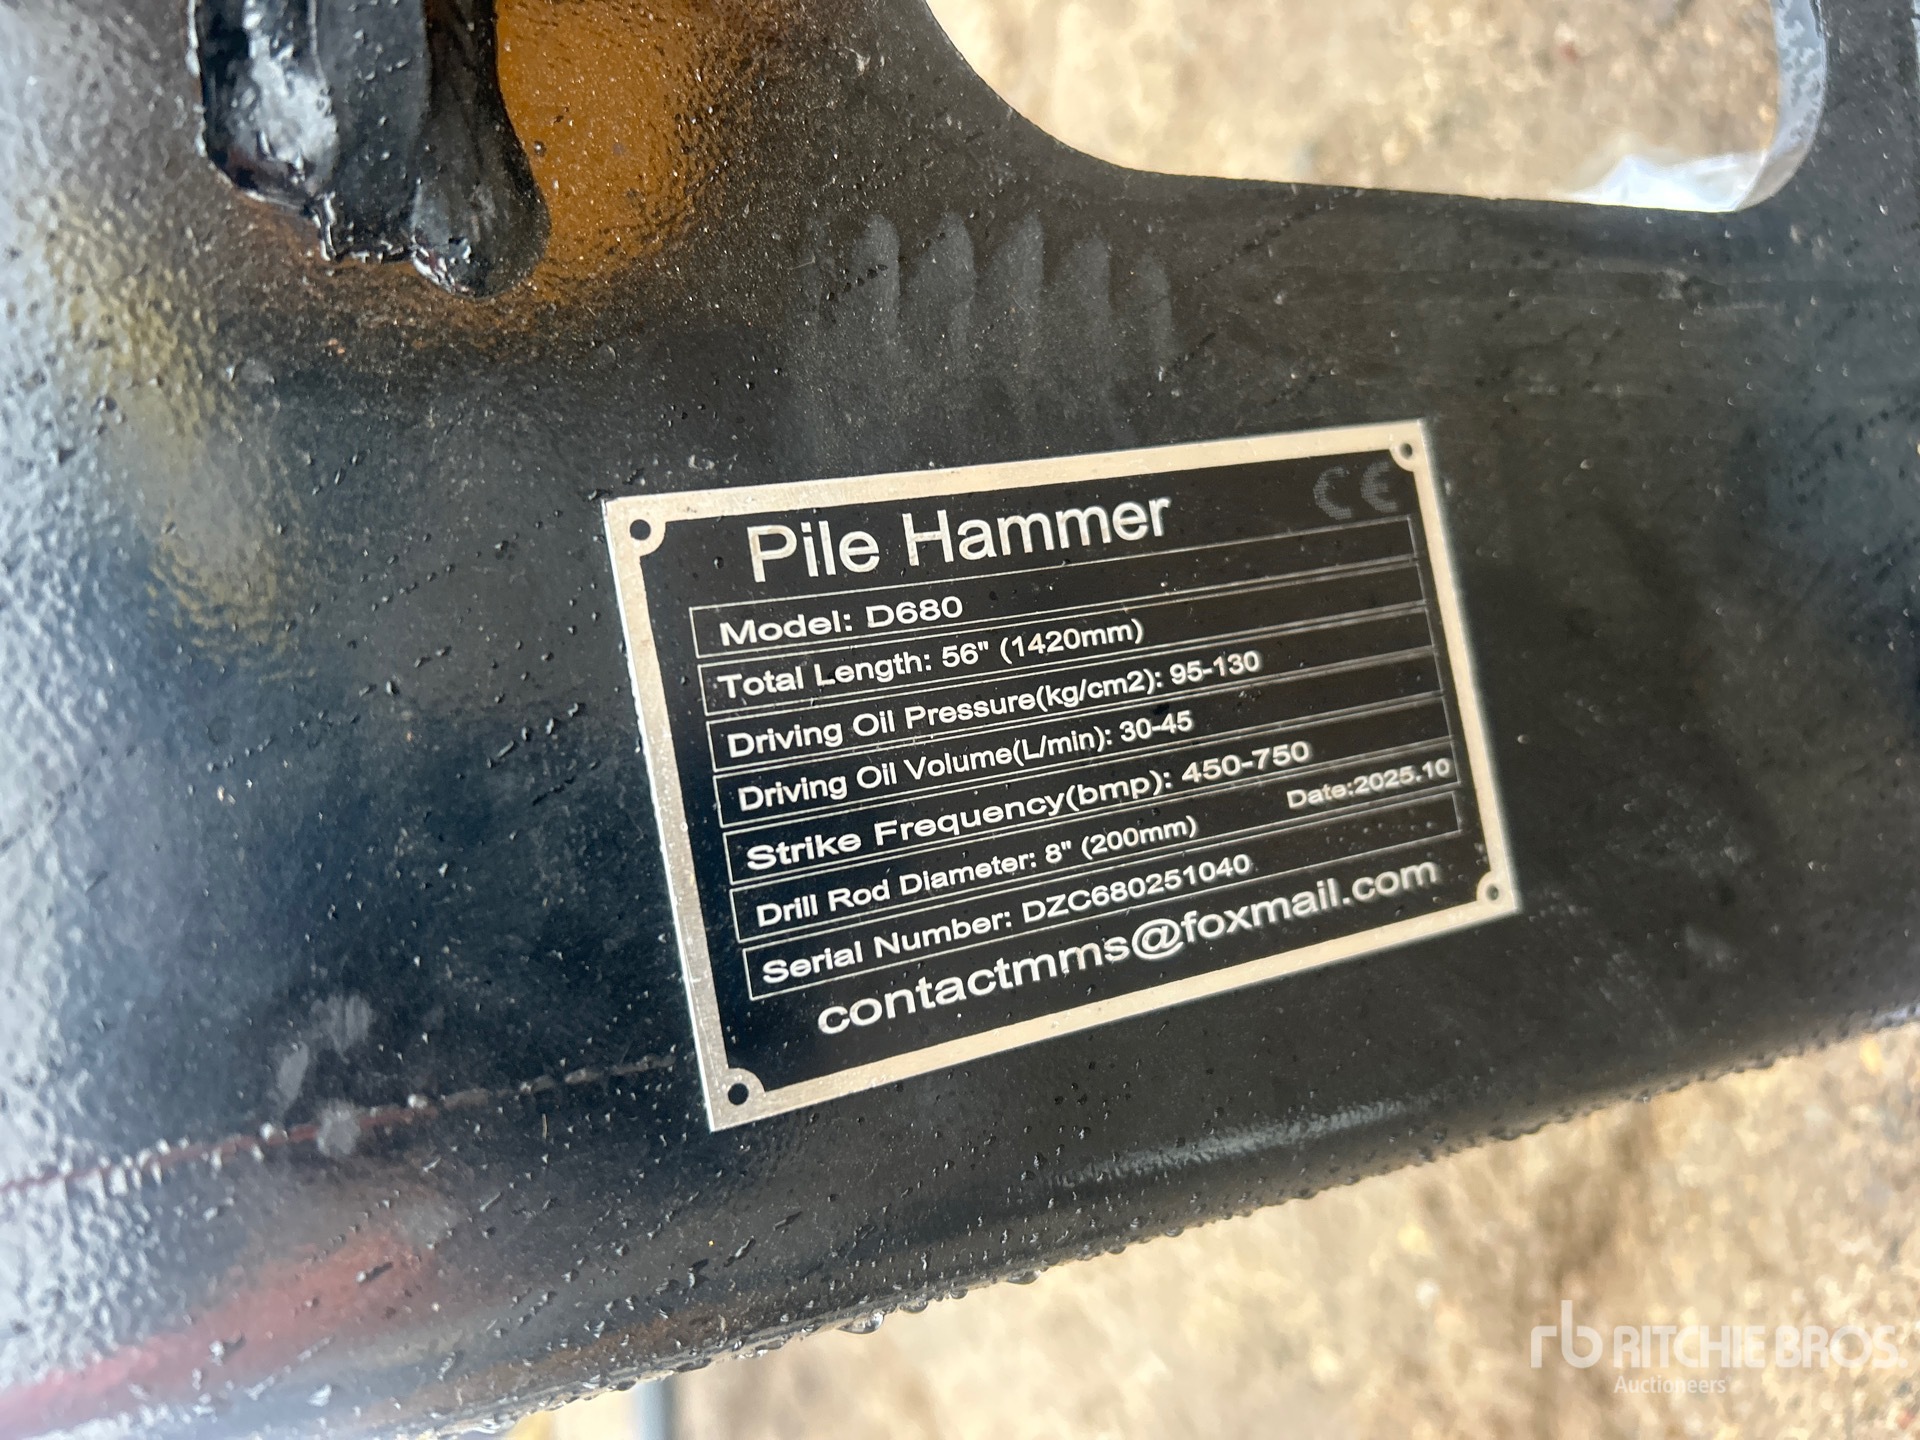 Pile Hammer CE
Model: D680
Total Length: 56" (1420mm)
Driving Oil Pressure(kg/cm2): 95-130
Driving Oil Volume(L/min): 30-45
Strike Frequency(bmp): 450-750
Drill Rod Diameter: 8" (200mm) Date:2025.10
Serial Number: DZC680251040
contactmms@foxmail.com
rb RITCHIE BROS.
Auctioneers